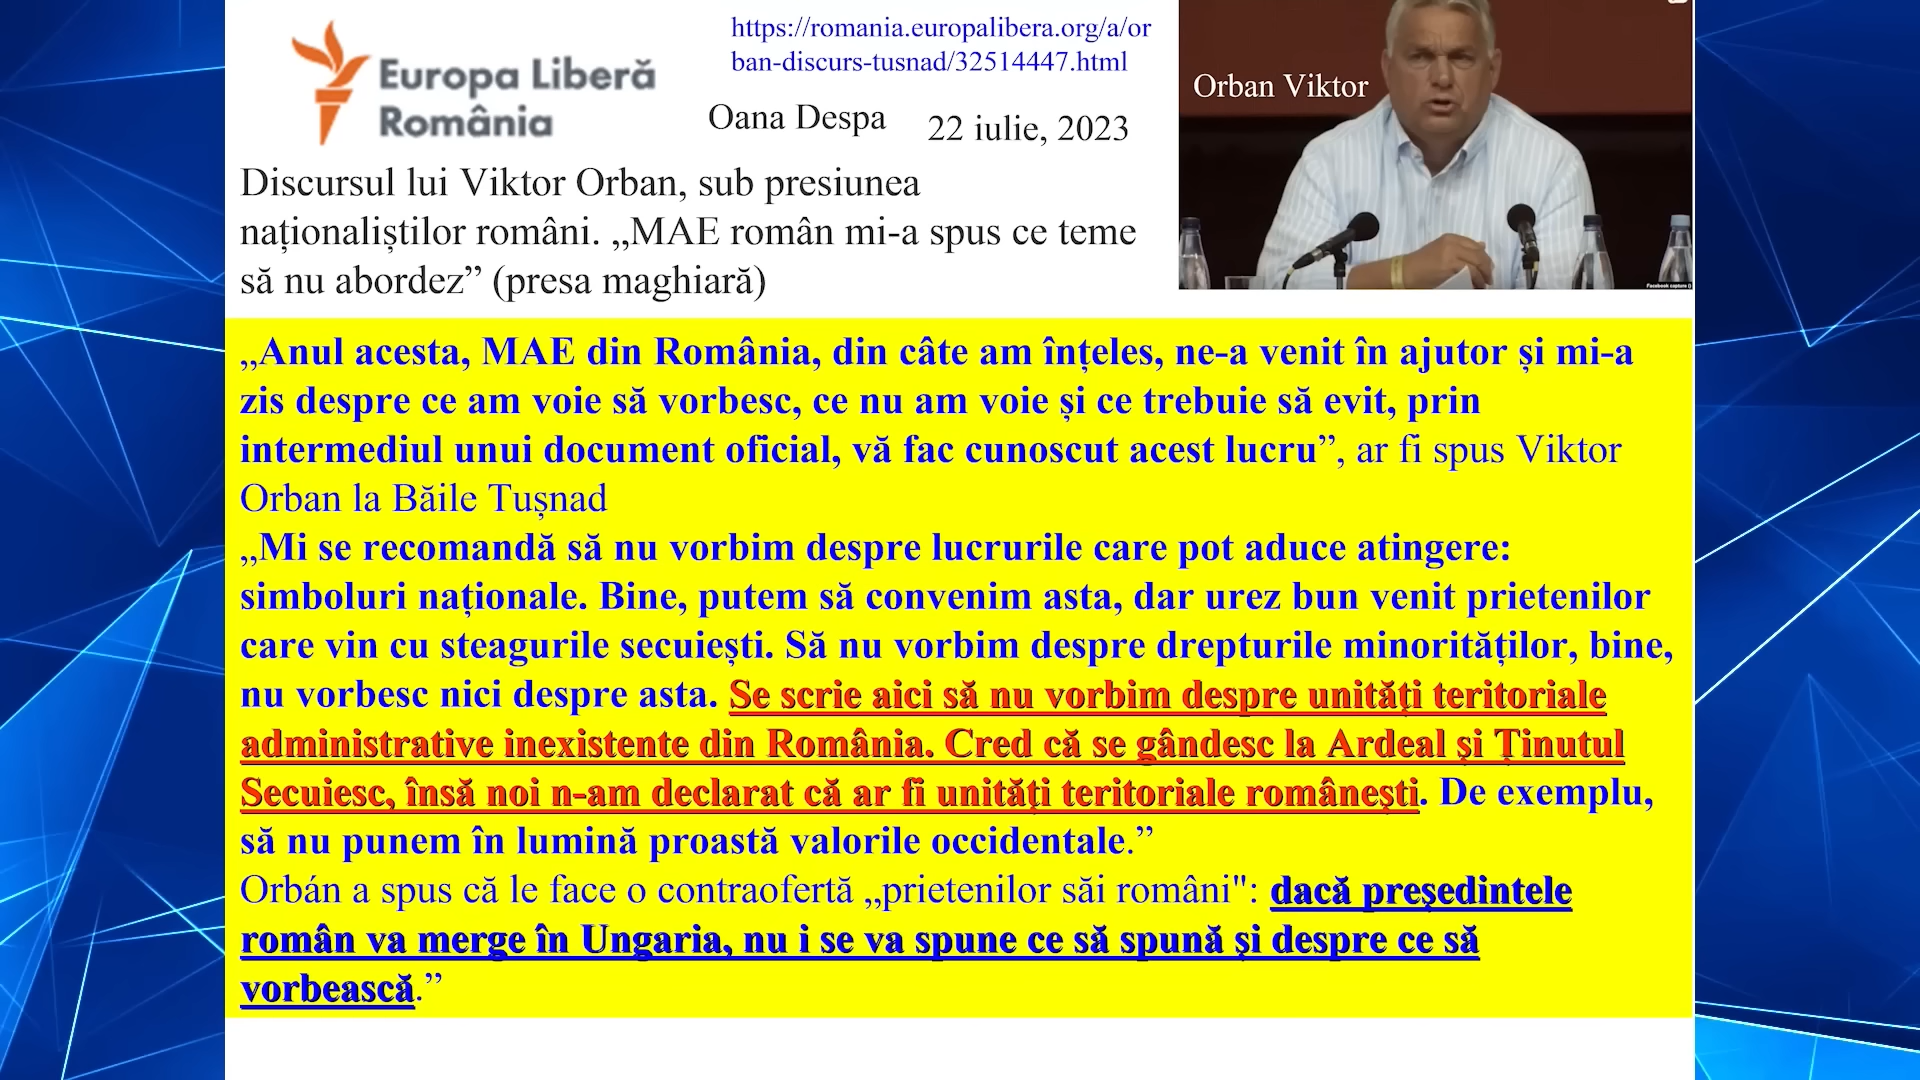 Europa Liberă
România
https://romania.europalibera.org/a/or
ban-discurs-tusnad/32514447.html
Oana Despa
22 iulie, 2023
Orban Viktor
Facebook capture ()
Discursul lui Viktor Orban, sub presiunea
naționaliștilor români. „MAE român mi-a spus ce teme
să nu abordez” (presa maghiară)
„Anul acesta, MAE din România, din câte am înțeles, ne-a venit în ajutor și mi-a
zis despre ce am voie să vorbesc, ce nu am voie și ce trebuie să evit, prin
intermediul unui document oficial, vă fac cunoscut acest lucru”, ar fi spus Viktor
Orban la Băile Tușnad
„Mi se recomandă să nu vorbim despre lucrurile care pot aduce atingere:
simboluri naționale. Bine, putem să convenim asta, dar urez bun venit prietenilor
care vin cu steagurile secuiești. Să nu vorbim despre drepturile minorităților, bine,
nu vorbesc nici despre asta. Se scrie aici să nu vorbim despre unități teritoriale
administrative inexistente din România. Cred că se gândesc la Ardeal și Ținutul
Secuiesc, însă noi n-am declarat că ar fi unități teritoriale românești. De exemplu,
să nu punem în lumină proastă valorile occidentale.”
Orbán a spus că le face o contraofertă „prietenilor săi români": dacă președintele
român va merge în Ungaria, nu i se va spune ce să spună și despre ce să
vorbească.”